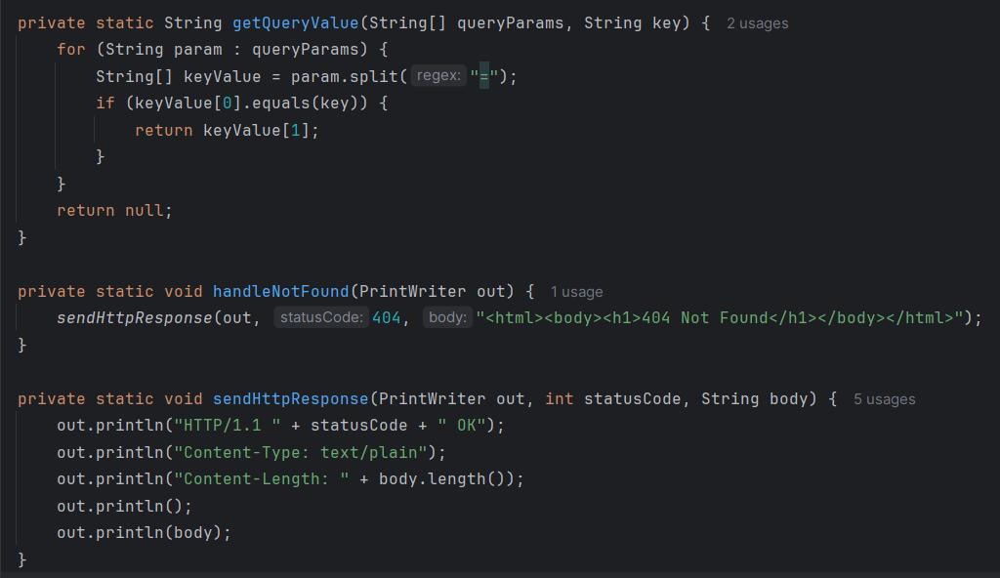 private static String getQueryValue(String[] queryParams, String key) { 2 usages
    for (String param : queryParams) {
        String[] keyValue = param.split( regex: "=");
        if (keyValue[0].equals(key)) {
            return keyValue[1];
        }
    }
    return null;
}

private static void handleNotFound(PrintWriter out) { 1 usage
    sendHttpResponse(out, statusCode: 404, body: "<html><body><h1>404 Not Found</h1></body></html>");
}

private static void sendHttpResponse(PrintWriter out, int statusCode, String body) { 5 usages
    out.println("HTTP/1.1 " + statusCode + " OK");
    out.println("Content-Type: text/plain");
    out.println("Content-Length: " + body.length());
    out.println();
    out.println(body);
}